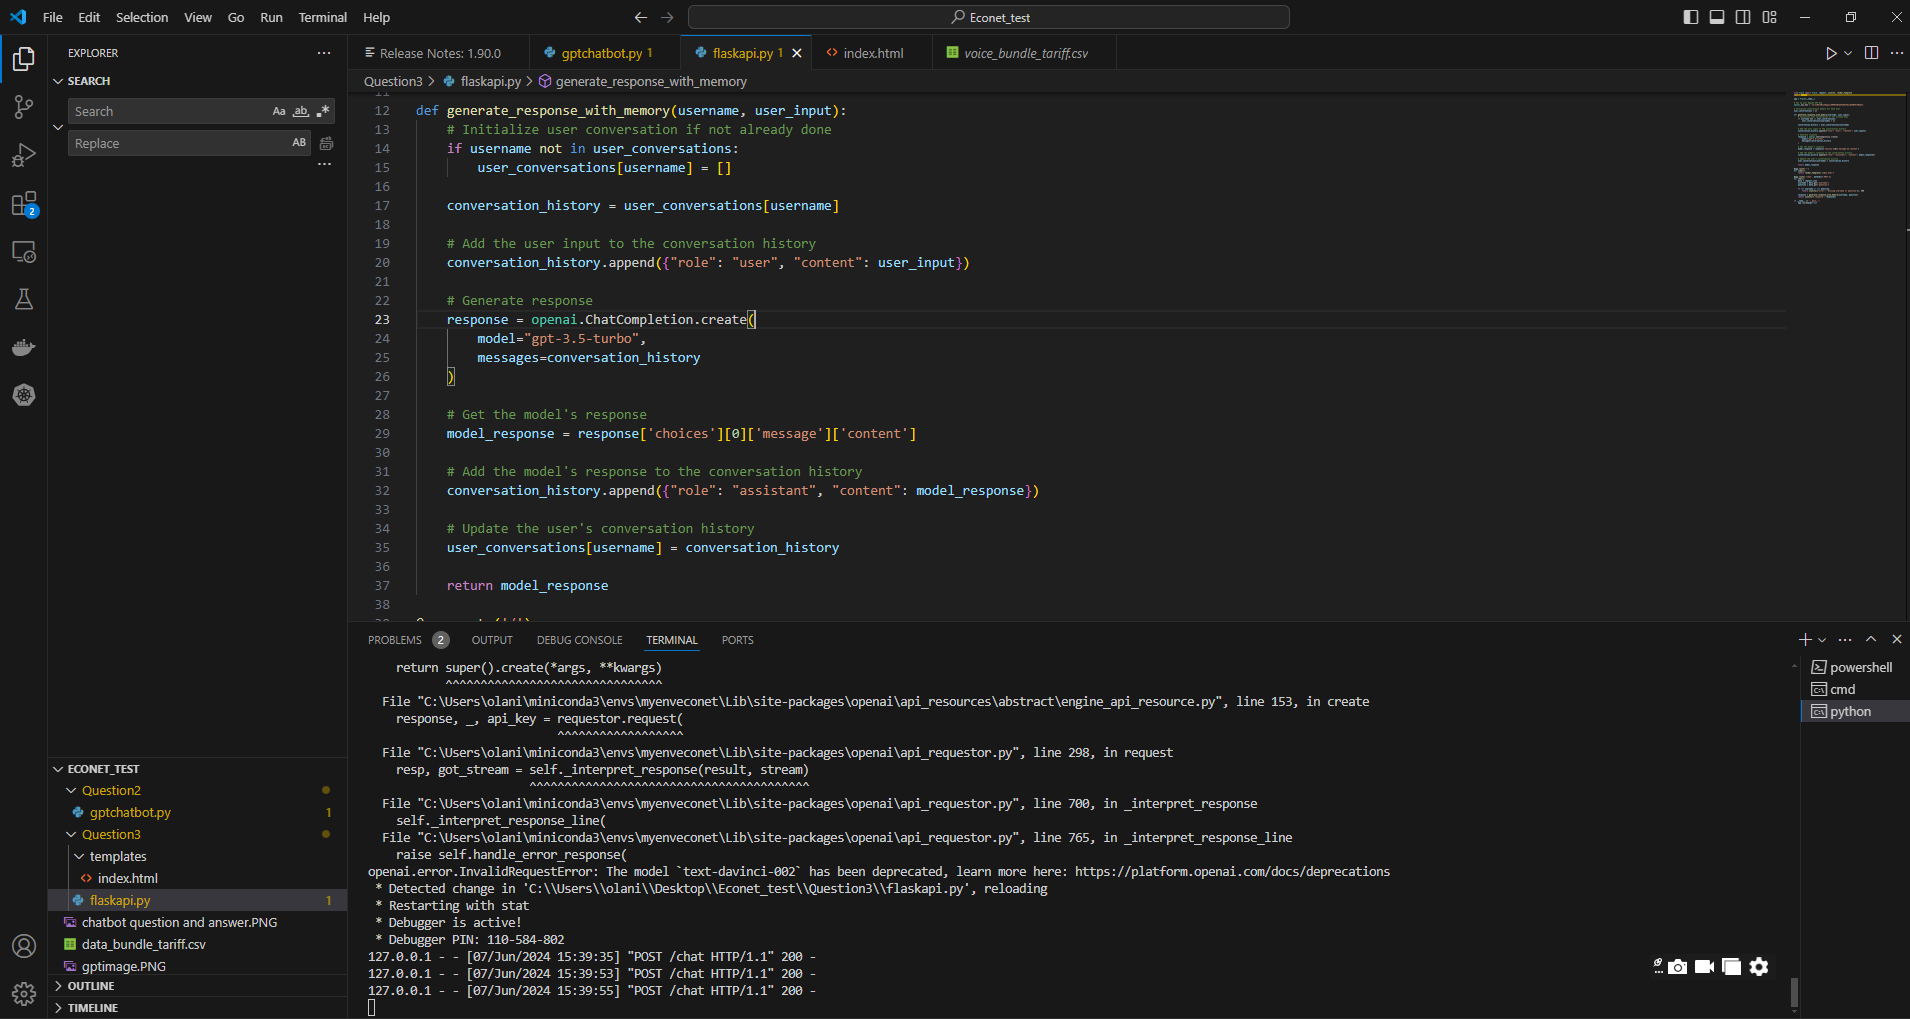 File Edit Selection View Go Run Terminal Help
Econet_test
EXPLORER
SEARCH
Search Aa ab .*
Replace AB
Release Notes: 1.90.0
gptchatbot.py 1
flaskapi.py 1
index.html
voice_bundle_tariff.csv
Question3 > flaskapi.py > generate_response_with_memory
11
12 def generate_response_with_memory(username, user_input):
13 # Initialize user conversation if not already done
14 if username not in user_conversations:
15 user_conversations[username] = []
16
17 conversation_history = user_conversations[username]
18
19 # Add the user input to the conversation history
20 conversation_history.append({"role": "user", "content": user_input})
21
22 # Generate response
23 response = openai.ChatCompletion.create(
24 model="gpt-3.5-turbo",
25 messages=conversation_history
26 )
27
28 # Get the model's response
29 model_response = response['choices'][0]['message']['content']
30
31 # Add the model's response to the conversation history
32 conversation_history.append({"role": "assistant", "content": model_response})
33
34 # Update the user's conversation history
35 user_conversations[username] = conversation_history
36
37 return model_response
38
2
ECONET_TEST
Question2
gptchatbot.py 1
Question3
templates
index.html
flaskapi.py 1
chatbot question and answer.PNG
data_bundle_tariff.csv
gptimage.PNG
OUTLINE
TIMELINE
PROBLEMS 2 OUTPUT DEBUG CONSOLE TERMINAL PORTS
return super().create(*args, **kwargs)
^^^^^^^^^^^^^^^^^^^^^^^^^^^^^^^
File "C:\Users\olani\miniconda3\envs\myenveconet\Lib\site-packages\openai\api_resources\abstract\engine_api_resource.py", line 153, in create
response, _, api_key = requestor.request(
^^^^^^^^^^^^^^^^^^
File "C:\Users\olani\miniconda3\envs\myenveconet\Lib\site-packages\openai\api_requestor.py", line 298, in request
resp, got_stream = self._interpret_response(result, stream)
^^^^^^^^^^^^^^^^^^^^^^^^^^^^^^^^^^^^^^^^
File "C:\Users\olani\miniconda3\envs\myenveconet\Lib\site-packages\openai\api_requestor.py", line 700, in _interpret_response
self._interpret_response_line(
File "C:\Users\olani\miniconda3\envs\myenveconet\Lib\site-packages\openai\api_requestor.py", line 765, in _interpret_response_line
raise self.handle_error_response(
openai.error.InvalidRequestError: The model `text-davinci-002` has been deprecated, learn more here: https://platform.openai.com/docs/deprecations
* Detected change in 'C:\\Users\\olani\\Desktop\\Econet_test\\Question3\\flaskapi.py', reloading
* Restarting with stat
* Debugger is active!
* Debugger PIN: 110-584-802
127.0.0.1 - - [07/Jun/2024 15:39:35] "POST /chat HTTP/1.1" 200 -
127.0.0.1 - - [07/Jun/2024 15:39:53] "POST /chat HTTP/1.1" 200 -
127.0.0.1 - - [07/Jun/2024 15:39:55] "POST /chat HTTP/1.1" 200 -
powershell
cmd
python